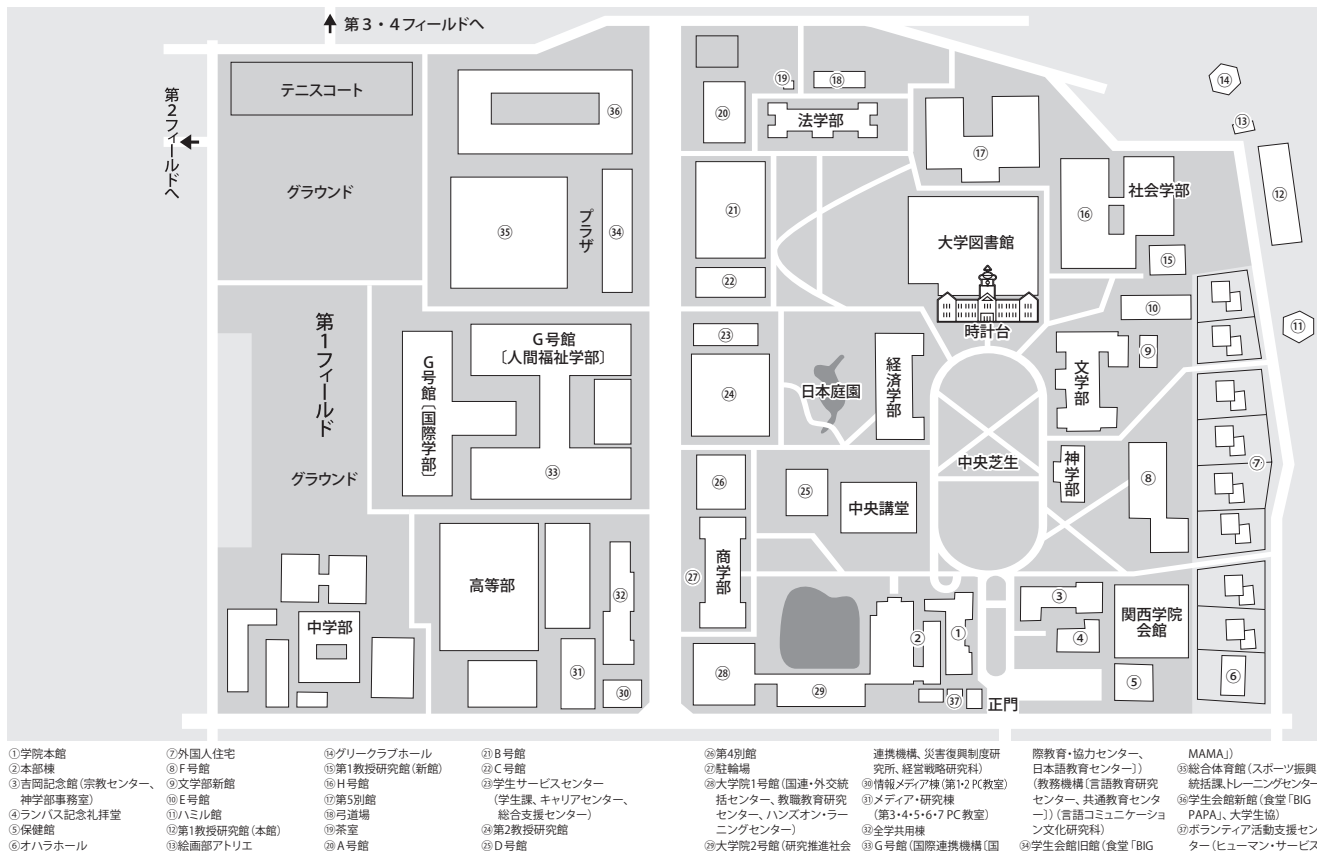 第3・4フィールドへ
第2フィールドへ
テニスコート
グラウンド
プラザ
㊱
㉟
㉞
⑳
⑲
⑱
法学部
⑰
⑭
⑬
⑫
㉑
㉒
大学図書館
時計台
⑯
社会学部
⑮
⑩
⑪
第1フィールド
グラウンド
G号館
〔国際学部〕
G号館
〔人間福祉学部〕
㉝
㉓
㉔
日本庭園
経済学部
中央芝生
文学部
⑨
神学部
⑧
⑦
㉖
㉕
中央講堂
商学部
㉗
中学部
高等部
㉜
㉛
㉚
㉘
㉙
②
①
㊲
正門
③
④
関西学院
会館
⑤
⑥
①学院本館
②本部棟
③吉岡記念館(宗教センター、
神学部事務室)
④ランバス記念礼拝堂
⑤保健館
⑥オハラホール
⑦外国人住宅
⑧F号館
⑨文学部新館
⑩E号館
⑪ハミル館
⑫第1教授研究館(本館)
⑬絵画部アトリエ
⑭グリークラブホール
⑮第1教授研究館(新館)
⑯H号館
⑰第5別館
⑱弓道場
⑲茶室
⑳A号館
㉑B号館
㉒C号館
㉓学生サービスセンター
(学生課、キャリアセンター、
総合支援センター)
㉔第2教授研究館
㉕D号館
㉖第4別館
㉗駐輪場
㉘大学院1号館(国連・外交統
括センター、教職教育研究
センター、ハンズオン・ラー
ニングセンター)
㉙大学院2号館(研究推進社会
連携機構、災害復興制度研
究所、経営戦略研究科)
㉚情報メディア棟(第1・2 PC教室)
㉛メディア・研究棟
(第3・4・5・6・7 PC教室)
㉜全学共用棟
㉝G号館(国際連携機構〔国
際教育・協力センター、
日本語教育センター〕)
(教務機構〔言語教育研究
センター、共通教育センタ
ー〕)(言語コミュニケーショ
ン文化研究科)
㉞学生会館旧館(食堂「BIG
MAMA」)
㉟総合体育館(スポーツ振興
統括課、トレーニングセンター)
㊱学生会館新館(食堂「BIG
PAPA」、大学生協)
㊲ボランティア活動支援セン
ター(ヒューマン・サービス